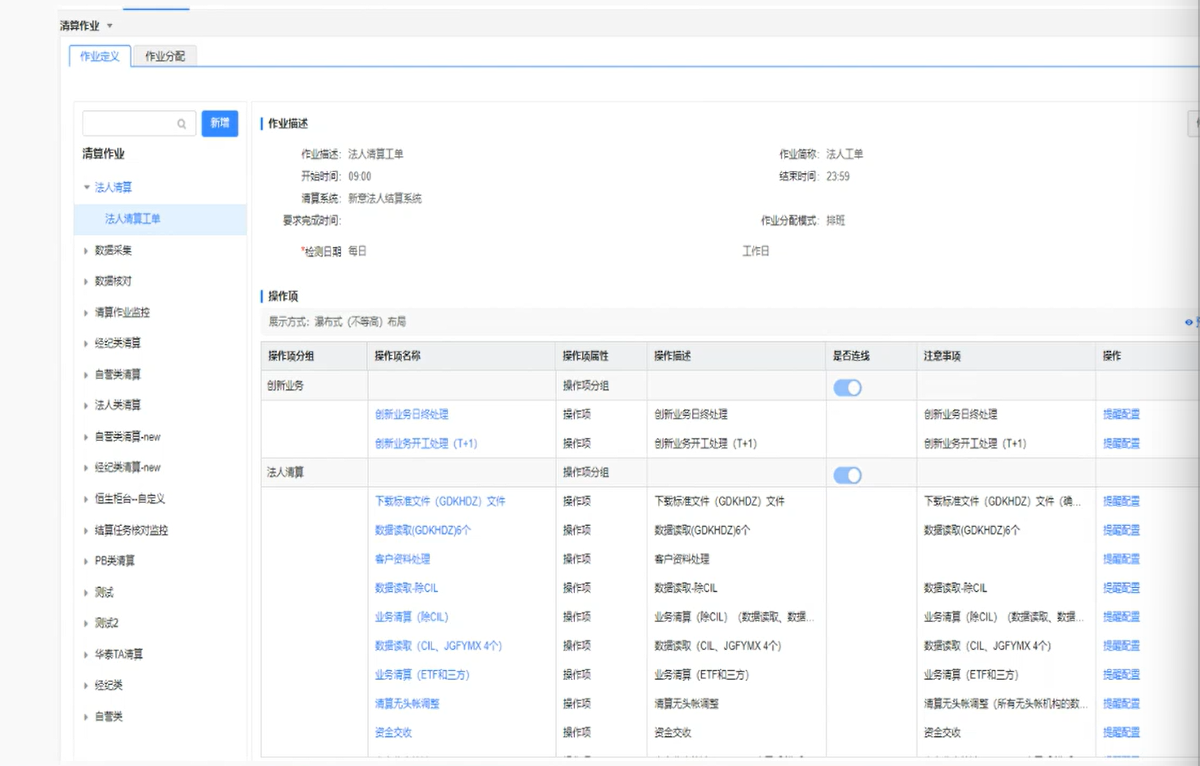 清算作业
作业定义 作业分配
新增
清算作业
法人清算
法人清算工单
数据采集
数据核对
清算作业监控
经纪类清算
自营类清算
法人类清算
自营类清算-new
经纪类清算-new
恒生柜台--自定义
结算任务核对监控
PB类清算
测试
测试2
华泰TA清算
经纪类
自营类
作业描述
作业描述: 法人清算工单 作业简称: 法人工单
开始时间: 09:00 结束时间: 23:59
清算系统: 新意法人结算系统
要求完成时间: 作业分配模式: 排班
*检测日期 每日 工作日
操作项
展示方式: 瀑布式（不等高）布局
操作项分组 操作项名称 操作项属性 操作描述 是否连线 注意事项 操作
创新业务 操作项分组
创新业务日终处理 操作项 创新业务日终处理 创新业务日终处理 提醒配置
创新业务开工处理（T+1） 操作项 创新业务开工处理（T+1） 创新业务开工处理（T+1） 提醒配置
法人清算 操作项分组
下载标准文件（GDKHDZ）文件 操作项 下载标准文件（GDKHDZ）文件 下载标准文件（GDKHDZ）文件（确... 提醒配置
数据读取(GDKHDZ)6个 操作项 数据读取(GDKHDZ)6个 数据读取(GDKHDZ)6个 提醒配置
客户资料处理 操作项 客户资料处理 提醒配置
数据读取-除CIL 操作项 数据读取-除CIL 数据读取-除CIL 提醒配置
业务清算（除CIL） 操作项 业务清算（除CIL）（数据读取、数据... 业务清算（除CIL）（数据读取、数据... 提醒配置
数据读取（CIL、JGFYMX 4个） 操作项 数据读取（CIL、JGFYMX 4个） 数据读取（CIL、JGFYMX 4个） 提醒配置
业务清算（ETF和三方） 操作项 业务清算（ETF和三方） 业务清算（ETF和三方） 提醒配置
清算无头帐调整 操作项 清算无头帐调整 清算无头帐调整（所有无头帐机构的数... 提醒配置
资金交收 操作项 资金交收 资金交收 提醒配置